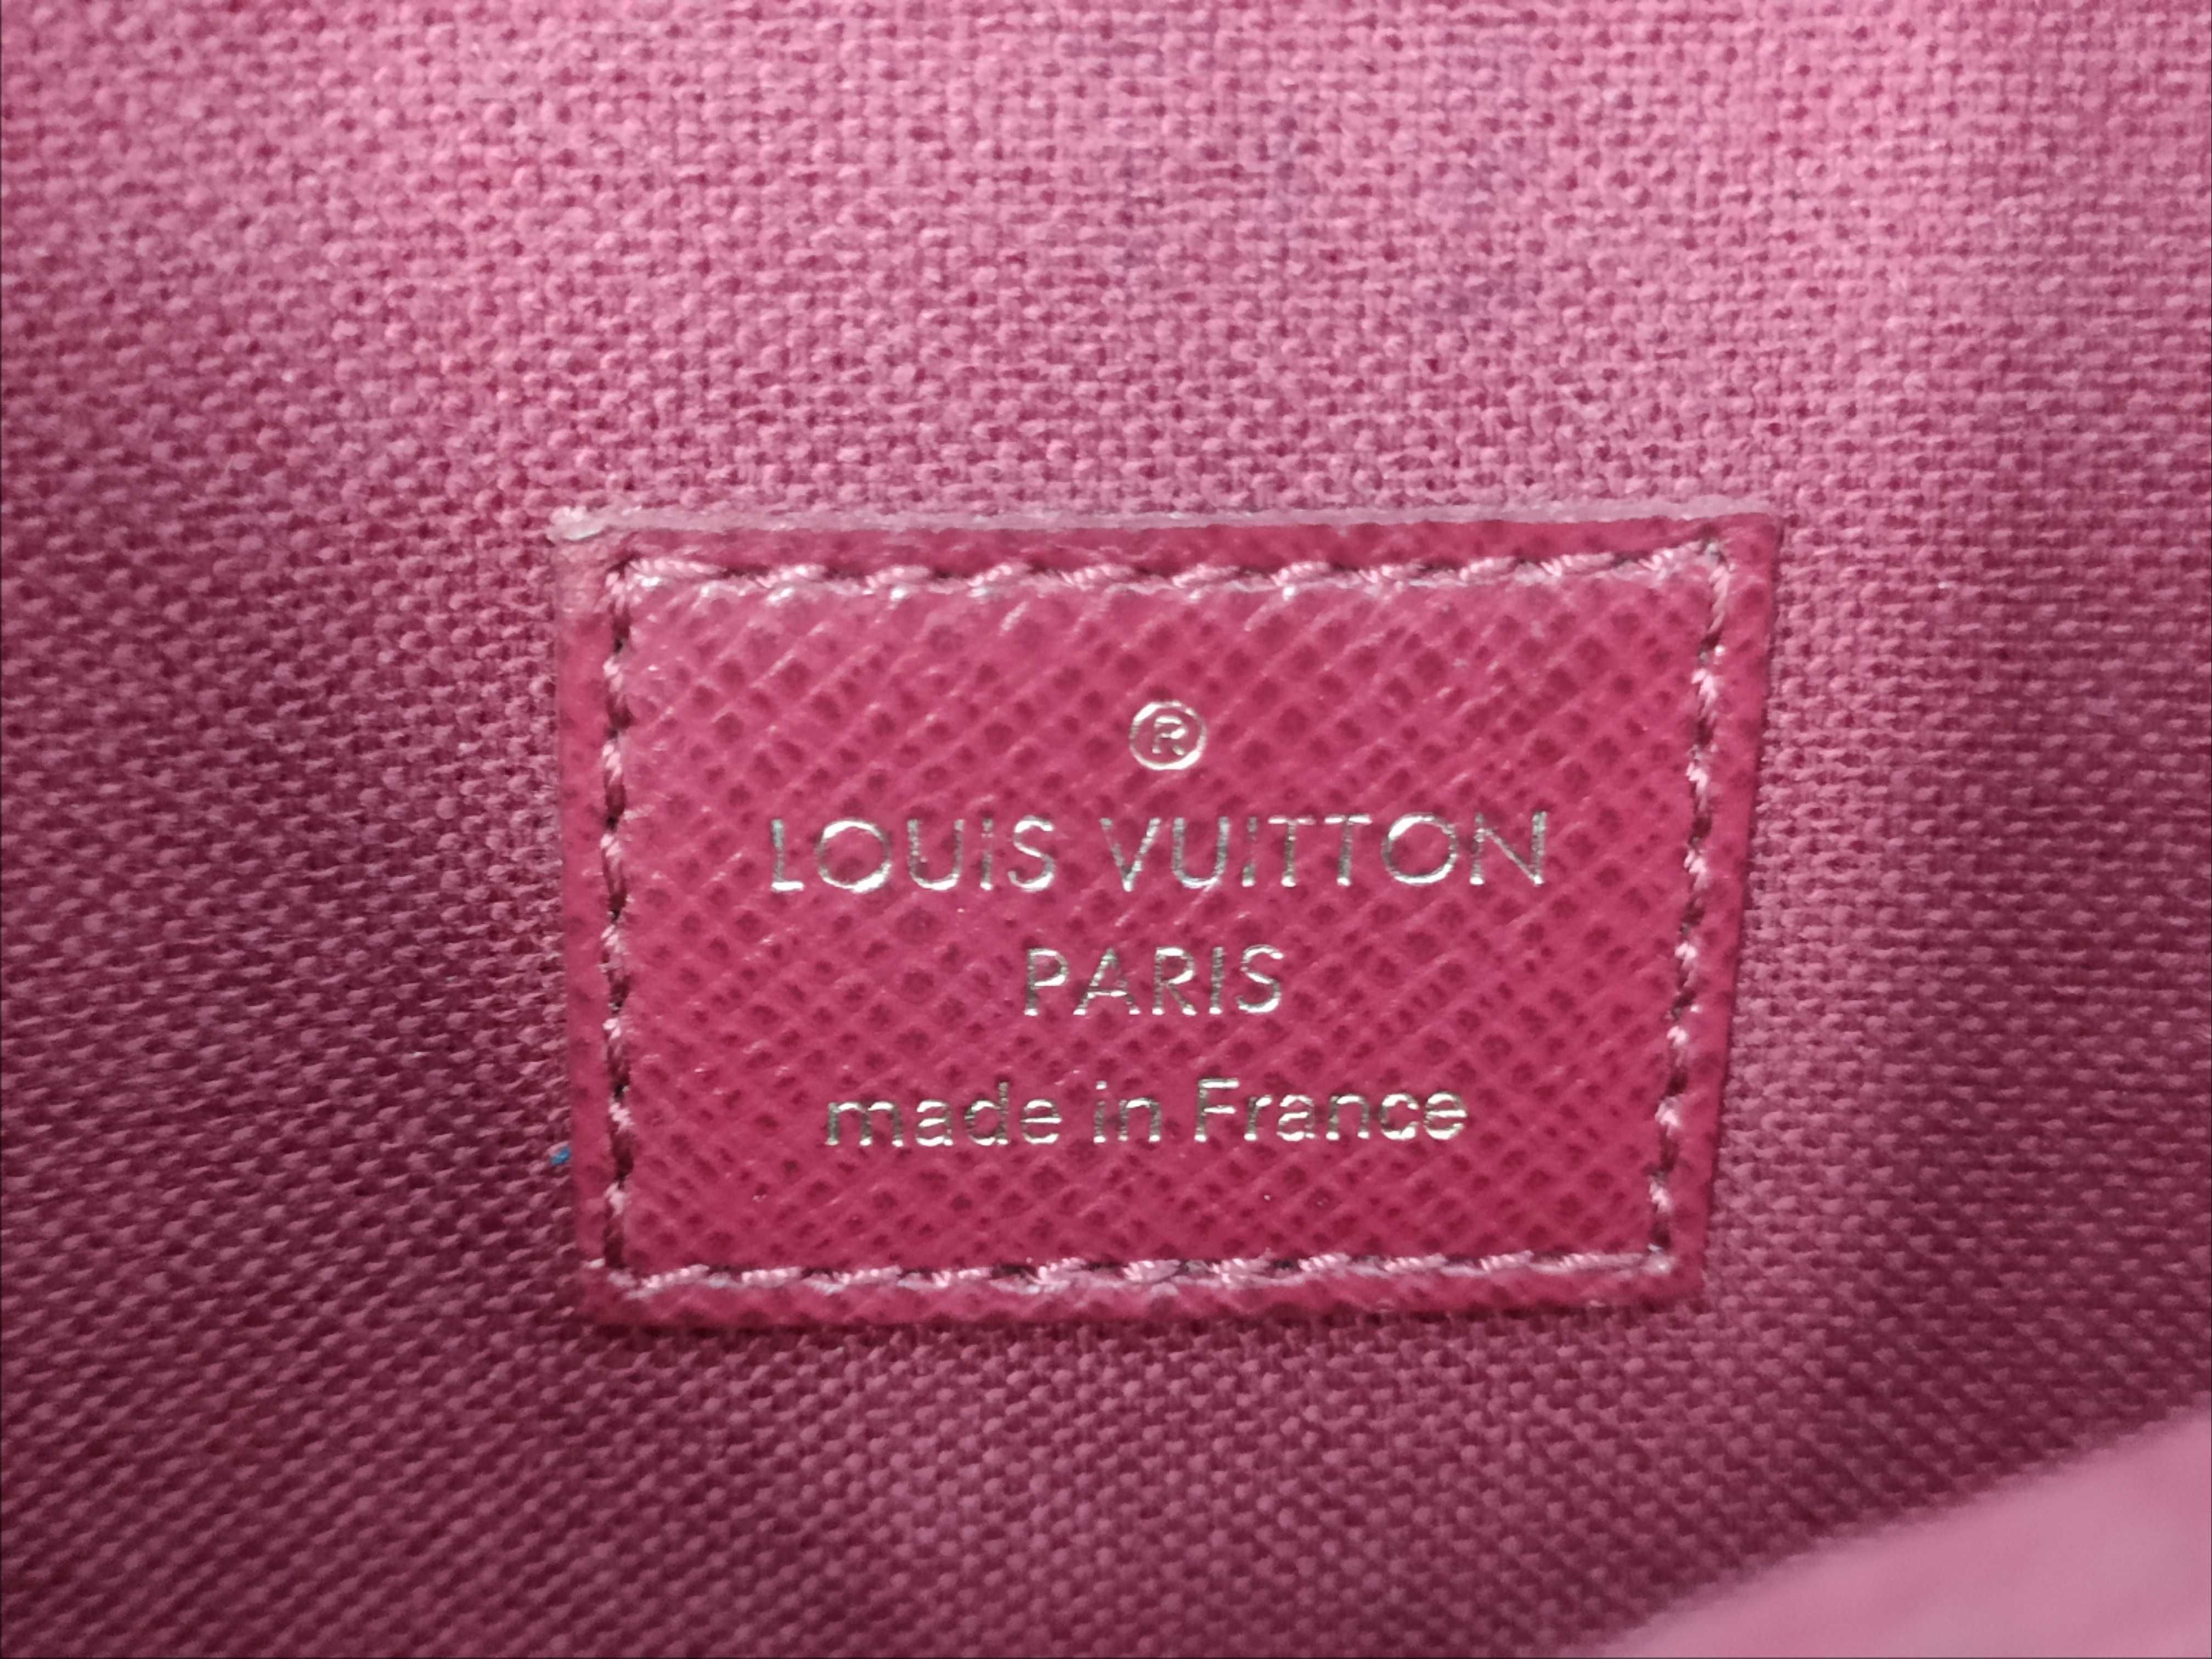 ®
LOUIS VUITTON
PARIS
made in France